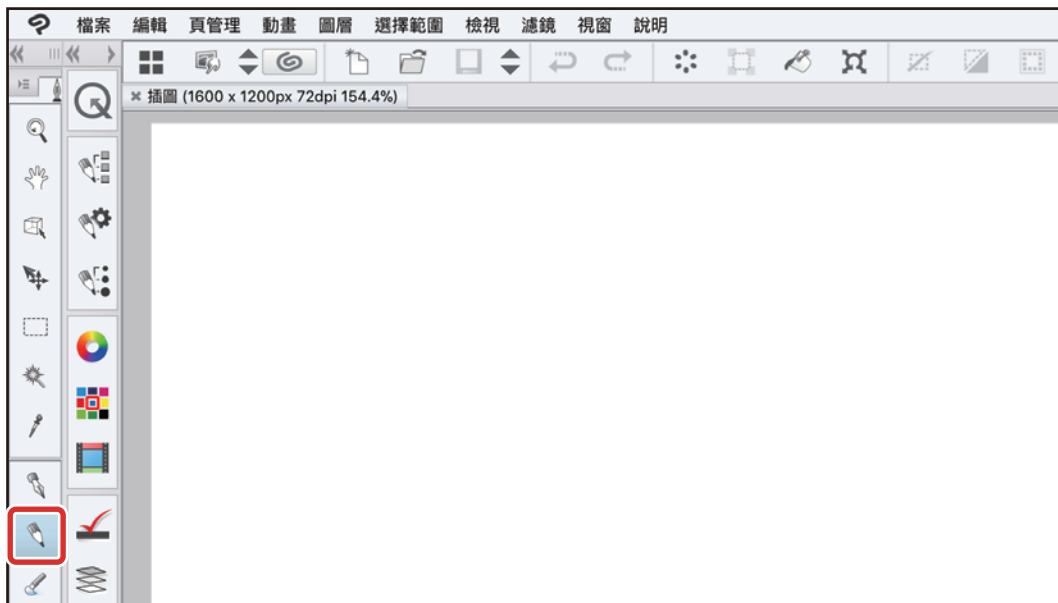 檔案 編輯 頁管理 動畫 圖層 選擇範圍 檢視 濾鏡 視窗 說明
插圖 (1600 x 1200px 72dpi 154.4%)